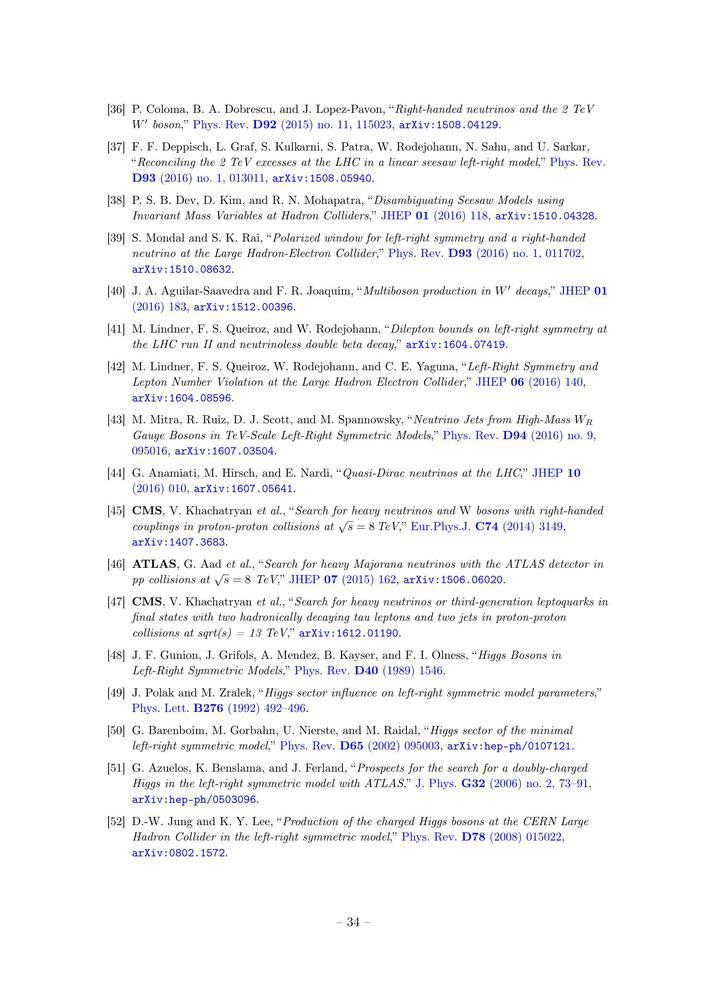 [36] P. Coloma, B. A. Dobrescu, and J. Lopez-Pavon, “Right-handed neutrinos and the 2 TeV
W′ boson,” Phys. Rev. D92 (2015) no. 11, 115023, arXiv:1508.04129.
[37] F. F. Deppisch, L. Graf, S. Kulkarni, S. Patra, W. Rodejohann, N. Sahu, and U. Sarkar,
“Reconciling the 2 TeV excesses at the LHC in a linear seesaw left-right model,” Phys. Rev.
D93 (2016) no. 1, 013011, arXiv:1508.05940.
[38] P. S. B. Dev, D. Kim, and R. N. Mohapatra, “Disambiguating Seesaw Models using
Invariant Mass Variables at Hadron Colliders,” JHEP 01 (2016) 118, arXiv:1510.04328.
[39] S. Mondal and S. K. Rai, “Polarized window for left-right symmetry and a right-handed
neutrino at the Large Hadron-Electron Collider,” Phys. Rev. D93 (2016) no. 1, 011702,
arXiv:1510.08632.
[40] J. A. Aguilar-Saavedra and F. R. Joaquim, “Multiboson production in W′ decays,” JHEP 01
(2016) 183, arXiv:1512.00396.
[41] M. Lindner, F. S. Queiroz, and W. Rodejohann, “Dilepton bounds on left-right symmetry at
the LHC run II and neutrinoless double beta decay,” arXiv:1604.07419.
[42] M. Lindner, F. S. Queiroz, W. Rodejohann, and C. E. Yaguna, “Left-Right Symmetry and
Lepton Number Violation at the Large Hadron Electron Collider,” JHEP 06 (2016) 140,
arXiv:1604.08596.
[43] M. Mitra, R. Ruiz, D. J. Scott, and M. Spannowsky, “Neutrino Jets from High-Mass W_R
Gauge Bosons in TeV-Scale Left-Right Symmetric Models,” Phys. Rev. D94 (2016) no. 9,
095016, arXiv:1607.03504.
[44] G. Anamiati, M. Hirsch, and E. Nardi, “Quasi-Dirac neutrinos at the LHC,” JHEP 10
(2016) 010, arXiv:1607.05641.
[45] CMS, V. Khachatryan et al., “Search for heavy neutrinos and W bosons with right-handed
couplings in proton-proton collisions at √s = 8 TeV,” Eur.Phys.J. C74 (2014) 3149,
arXiv:1407.3683.
[46] ATLAS, G. Aad et al., “Search for heavy Majorana neutrinos with the ATLAS detector in
pp collisions at √s = 8 TeV,” JHEP 07 (2015) 162, arXiv:1506.06020.
[47] CMS, V. Khachatryan et al., “Search for heavy neutrinos or third-generation leptoquarks in
final states with two hadronically decaying tau leptons and two jets in proton-proton
collisions at sqrt(s) = 13 TeV,” arXiv:1612.01190.
[48] J. F. Gunion, J. Grifols, A. Mendez, B. Kayser, and F. I. Olness, “Higgs Bosons in
Left-Right Symmetric Models,” Phys. Rev. D40 (1989) 1546.
[49] J. Polak and M. Zralek, “Higgs sector influence on left-right symmetric model parameters,”
Phys. Lett. B276 (1992) 492–496.
[50] G. Barenboim, M. Gorbahn, U. Nierste, and M. Raidal, “Higgs sector of the minimal
left-right symmetric model,” Phys. Rev. D65 (2002) 095003, arXiv:hep-ph/0107121.
[51] G. Azuelos, K. Benslama, and J. Ferland, “Prospects for the search for a doubly-charged
Higgs in the left-right symmetric model with ATLAS,” J. Phys. G32 (2006) no. 2, 73–91,
arXiv:hep-ph/0503096.
[52] D.-W. Jung and K. Y. Lee, “Production of the charged Higgs bosons at the CERN Large
Hadron Collider in the left-right symmetric model,” Phys. Rev. D78 (2008) 015022,
arXiv:0802.1572.
– 34 –